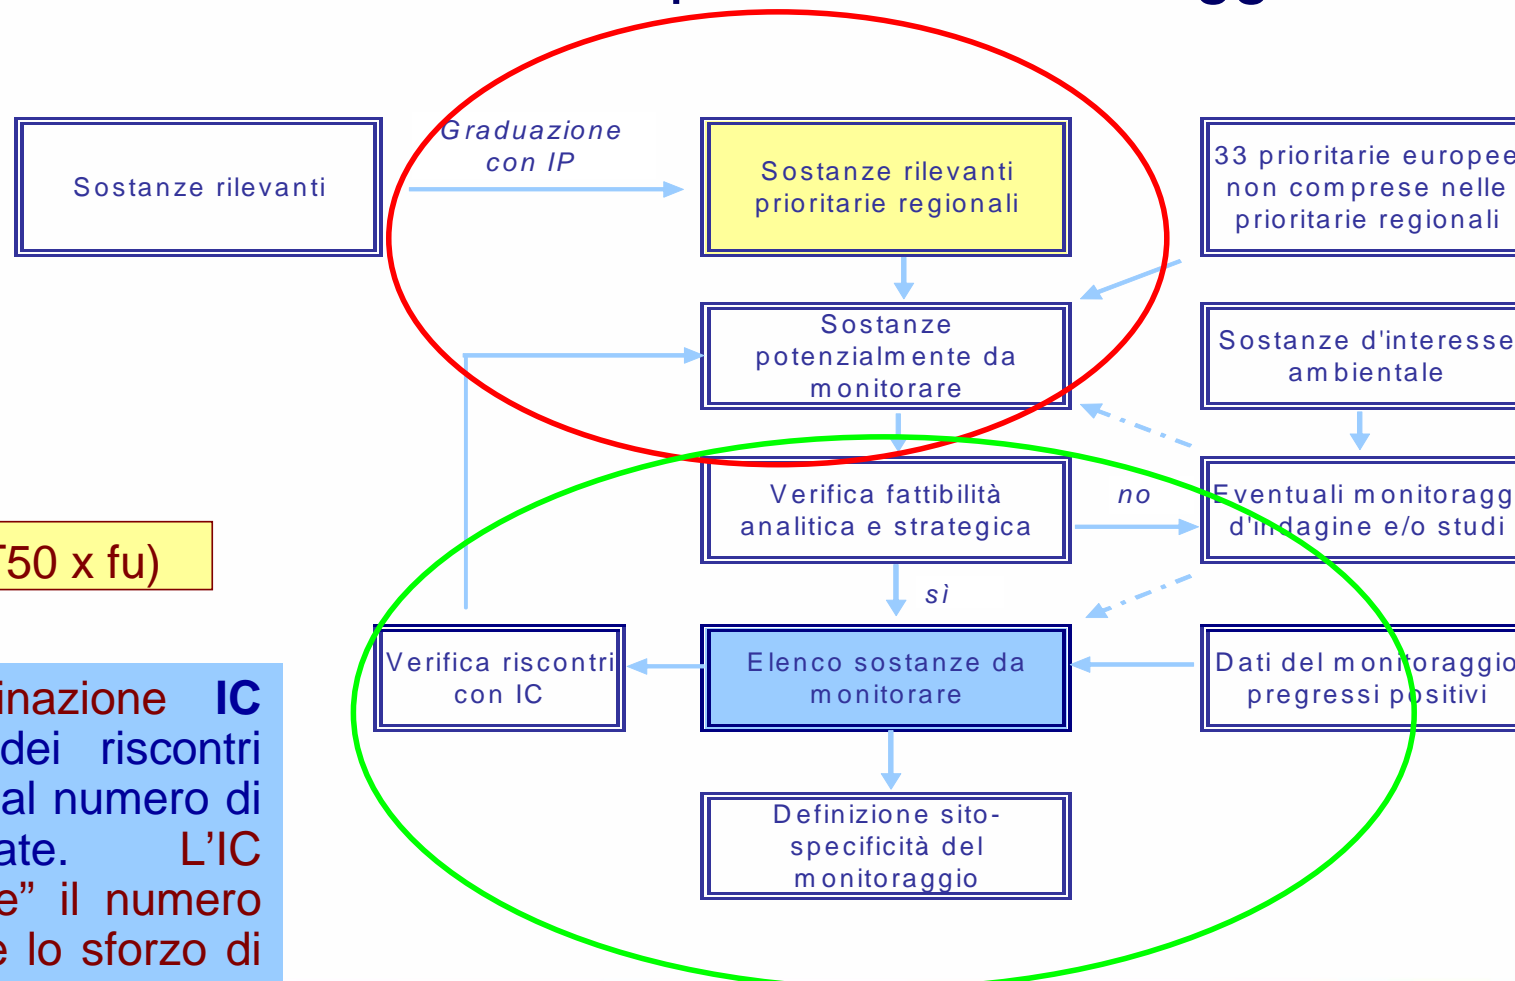 Graduazione
con IP
Sostanze rilevanti
Sostanze rilevanti
prioritarie regionali
33 prioritarie europee
non comprese nelle
prioritarie regionali
Sostanze
potenzialmente da
monitorare
Sostanze d'interesse
ambientale
Verifica fattibilità
analitica e strategica
no
Eventuali monitoragg
d'indagine e/o studi
50 x fu)
sì
Verifica riscontri
con IC
Elenco sostanze da
monitorare
Dati del monitoraggio
pregressi positivi
inazione IC
dei riscontri
al numero di
ate. L'IC
e” il numero
e lo sforzo di
Definizione sito-
specificità del
monitoraggio